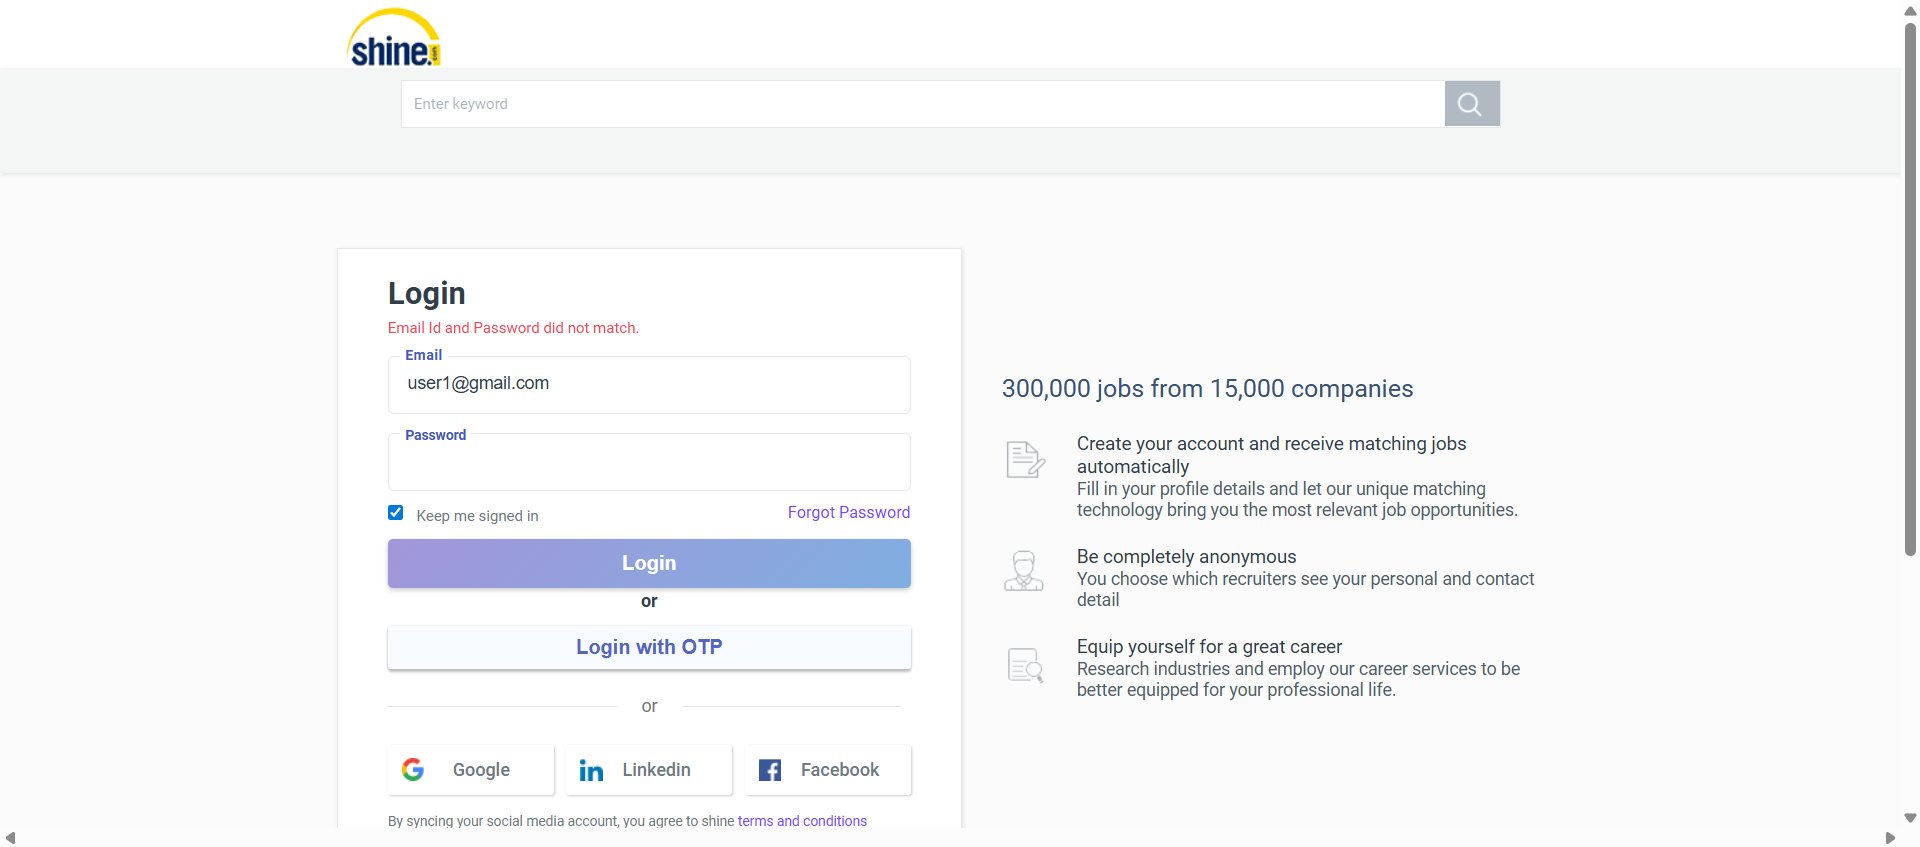 shine.com
Enter keyword
Login
Email Id and Password did not match.
Email
user1@gmail.com
Password
Keep me signed in
Forgot Password
Login
or
Login with OTP
or
Google
Linkedin
Facebook
By syncing your social media account, you agree to shine terms and conditions
300,000 jobs from 15,000 companies
Create your account and receive matching jobs
automatically
Fill in your profile details and let our unique matching
technology bring you the most relevant job opportunities.
Be completely anonymous
You choose which recruiters see your personal and contact
detail
Equip yourself for a great career
Research industries and employ our career services to be
better equipped for your professional life.